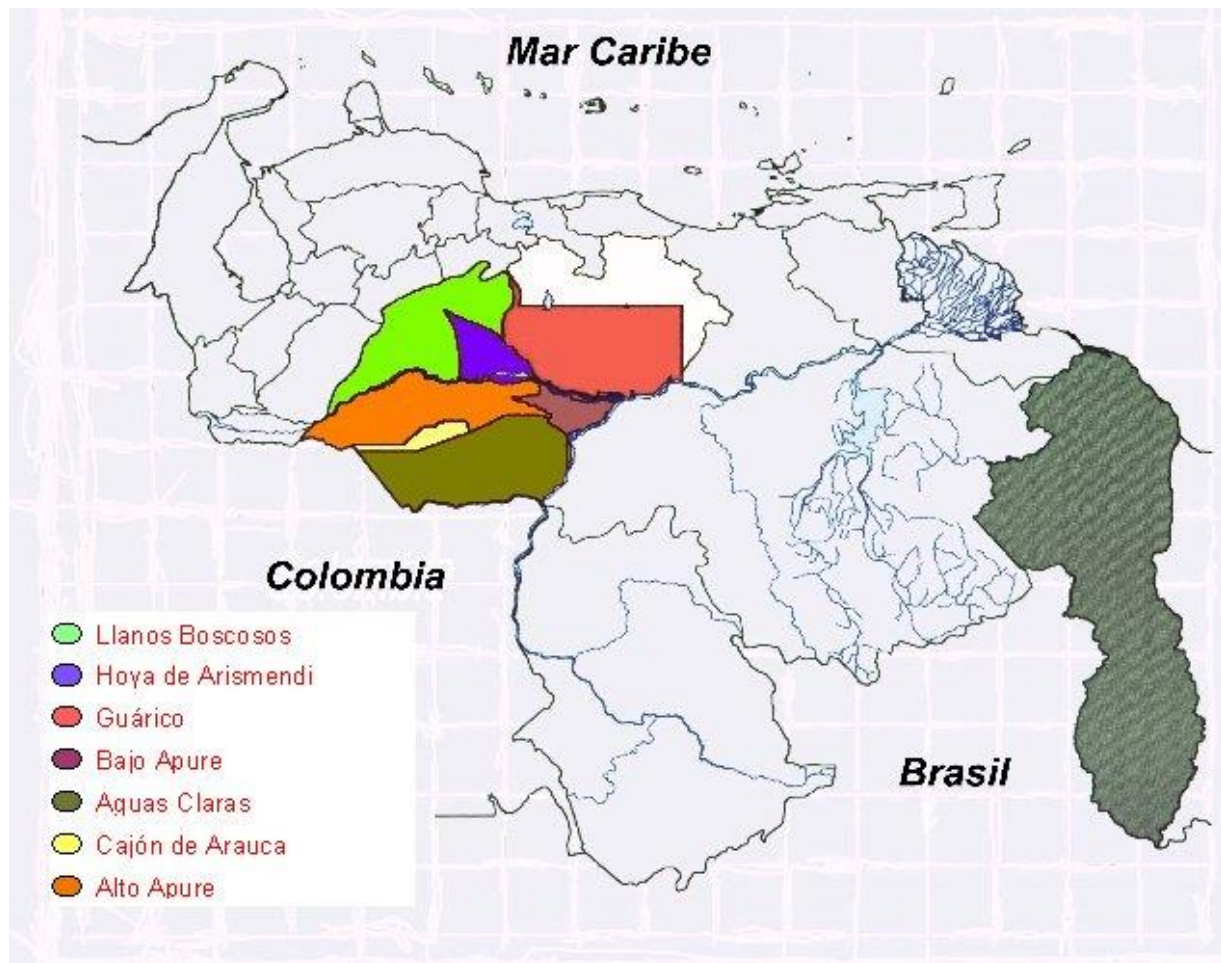 Mar Caribe
Colombia
Llanos Boscosos
Hoya de Arismendi
Guárico
Bajo Apure
Aguas Claras
Cajón de Arauca
Alto Apure
Brasil